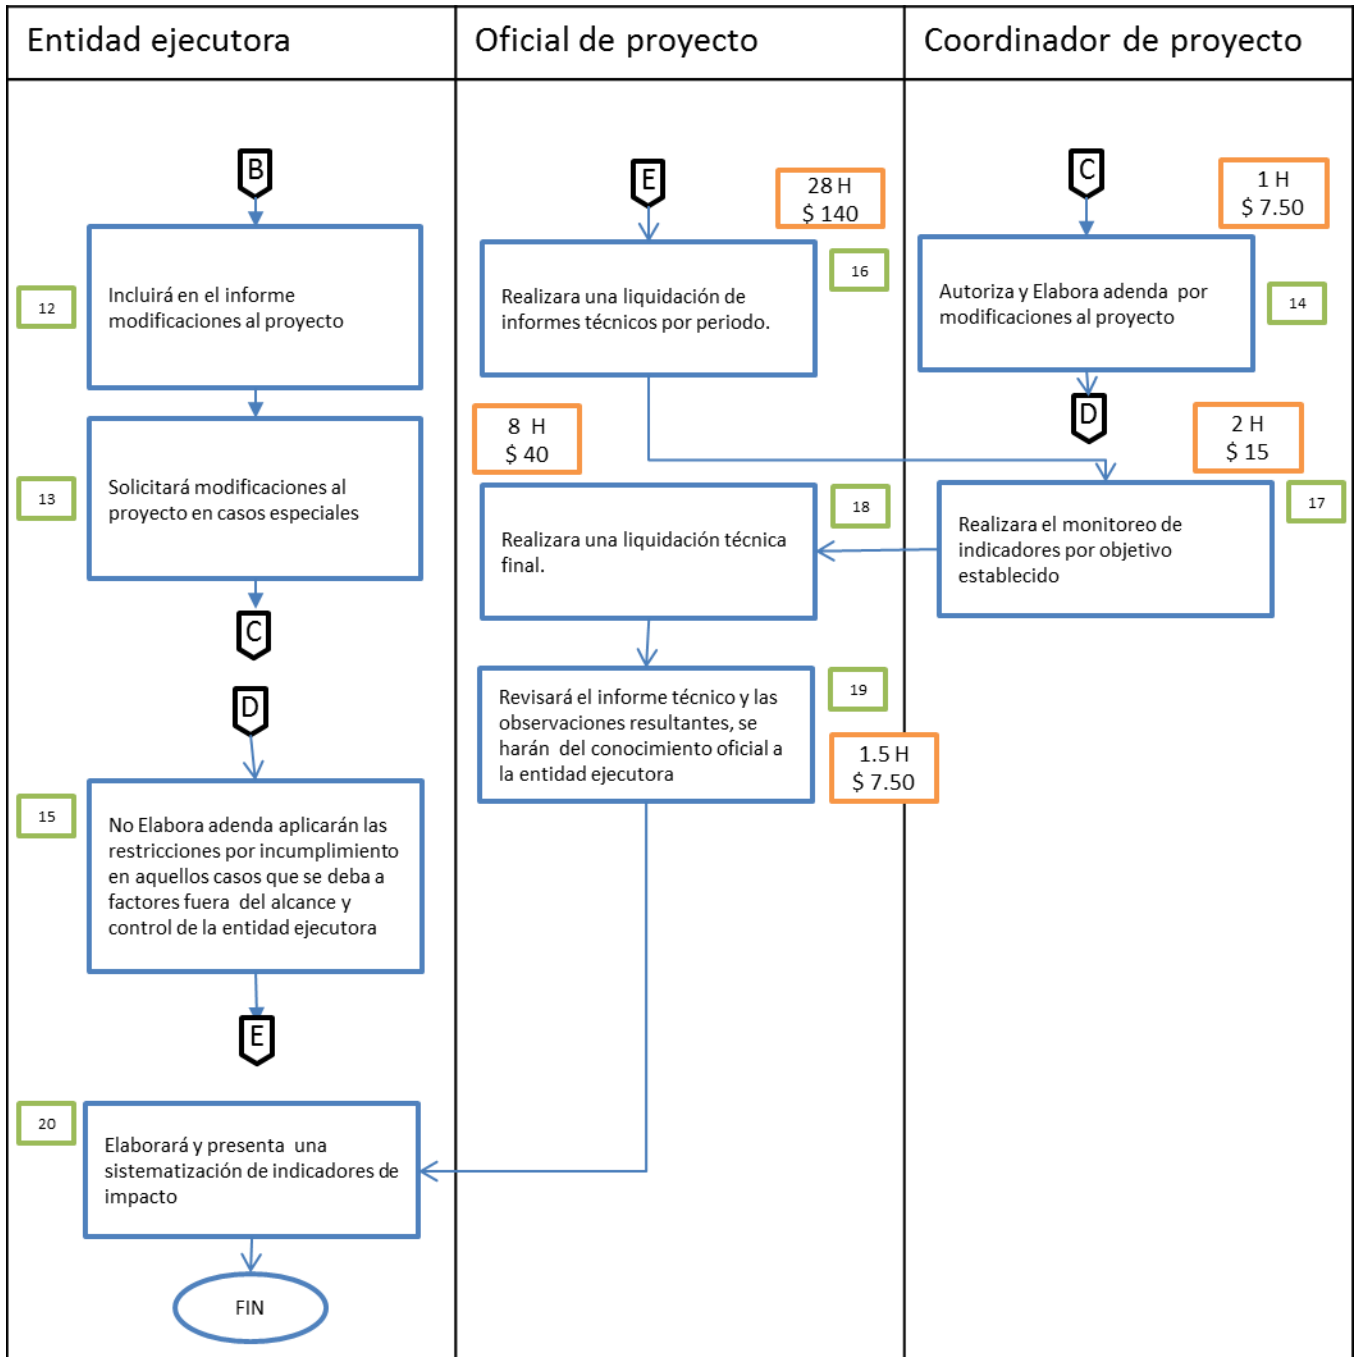 Entidad ejecutora
Oficial de proyecto
Coordinador de proyecto
B
12
Incluirá en el informe
modificaciones al proyecto
13
Solicitará modificaciones al
proyecto en casos especiales
C
D
15
No Elabora adenda aplicarán las
restricciones por incumplimiento
en aquellos casos que se deba a
factores fuera del alcance y
control de la entidad ejecutora
E
20
Elaborará y presenta una
sistematización de indicadores de
impacto
FIN
E
28 H
$ 140
16
Realizara una liquidación de
informes técnicos por periodo.
8 H
$ 40
18
Realizara una liquidación técnica
final.
19
Revisará el informe técnico y las
observaciones resultantes, se
harán del conocimiento oficial a
la entidad ejecutora
1.5 H
$ 7.50
C
1 H
$ 7.50
Autoriza y Elabora adenda por
modificaciones al proyecto
14
D
2 H
$ 15
17
Realizara el monitoreo de
indicadores por objetivo
establecido